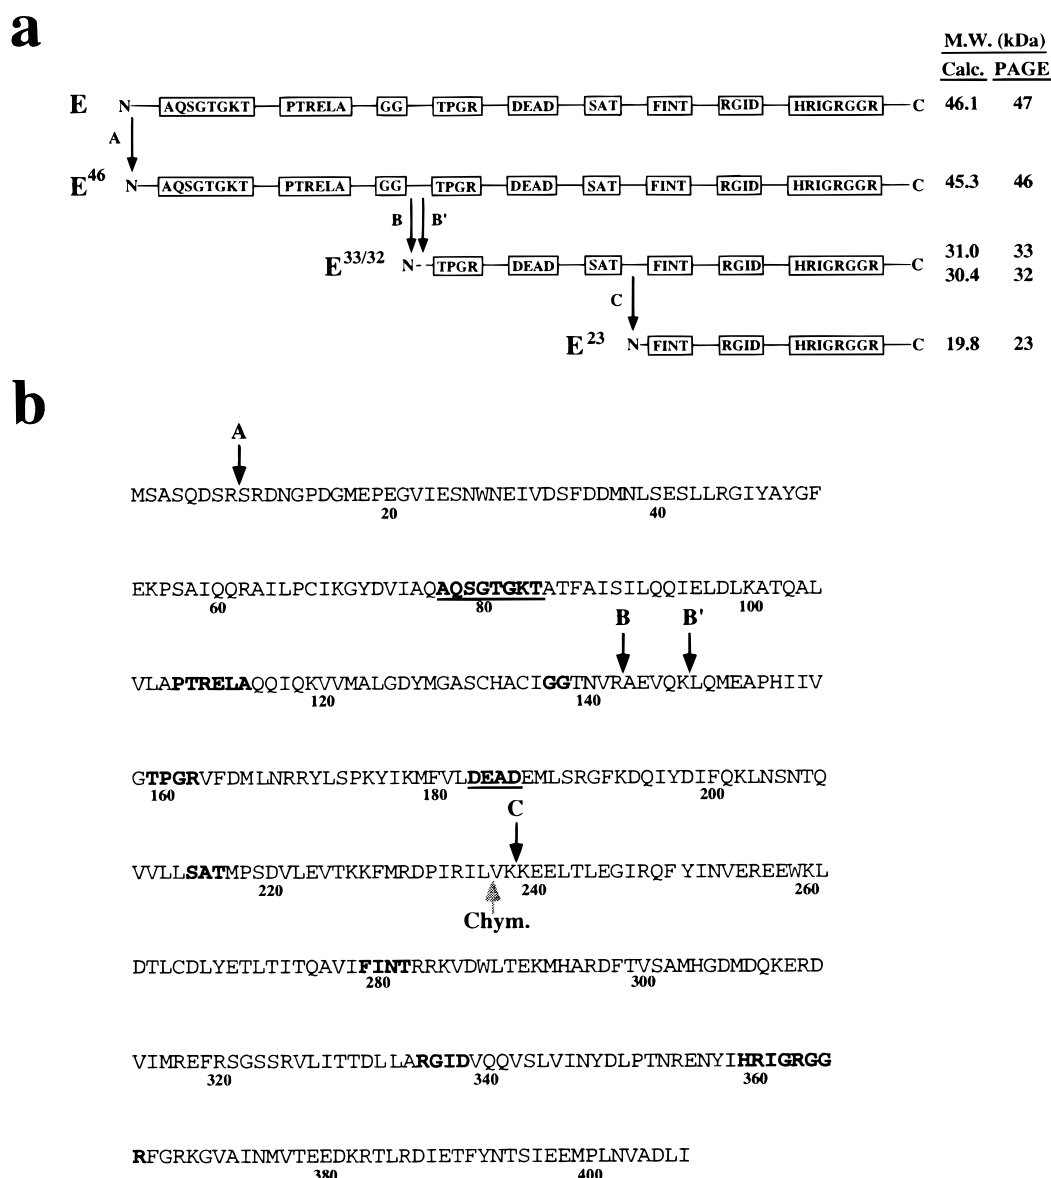 a
M.W. (kDa)
Calc. PAGE
E N AQSGTGKT PTRELA GG TPGR DEAD SAT FINT RGID HRIGRGGR C 46.1 47
A
E46 N AQSGTGKT PTRELA GG TPGR DEAD SAT FINT RGID HRIGRGGR C 45.3 46
B B'
E33/32 N TPGR DEAD SAT FINT RGID HRIGRGGR C 31.0 33
30.4 32
C
E23 N FINT RGID HRIGRGGR C 19.8 23
b
A
MSASQDSRSRDNGPDGMEPEGVIESNWNEIVDSFDDMNLSESLLRGIYAYGF
20 40
EKPSAIQQRAILPCIKGYDVIAQAQSGTGKTATFAISILQQIELDLKATQAL
60 80 100
B B'
VLAPTRELAQQIQKVVMALGDYMGASCHACIGGTNVRAEVQKLQMEAPHIIV
120 140
GTPGRVFDMLNRRYLSPKYIKMFVLDEADEMLSRGFKDQIYDIFQKLNSNTQ
160 180 200
C
VVLLSATMPSDVLEVTKKFMRDPIRILVKKEELTLEGIRQFYINVEREEWKL
220 240 260
Chym.
DTLCDLYETLTITQAVIFINTRRKVDWLTEKMHARDFTVSAMHGDMDQKERD
280 300
VIMREFRSGSSRVLITTDLLARGIDVQQVSLVINYDLPTNRENYIHRIGRGG
320 340 360
RFGRKGVAINMVTEEDKRTLRDIETFYNTSIEEMPLNVADLI
380 400